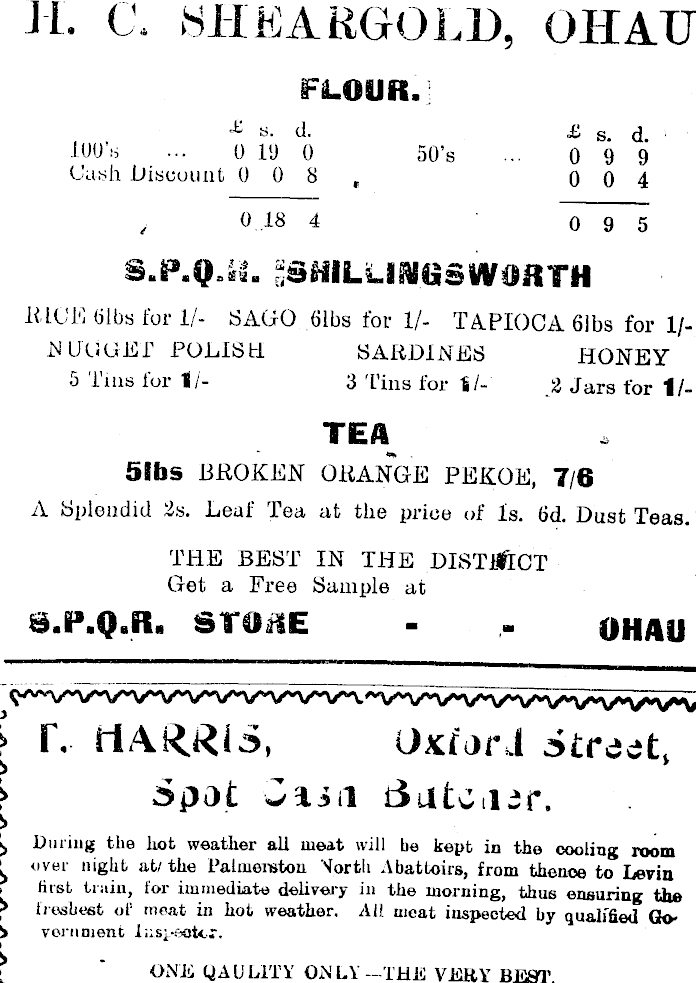 H. C. SHEARGOLD, OHAU
FLOUR.
£ s. d. £ s. d.
100's ... 0 19 0 50's ... 0 9 9
Cash Discount 0 0 8 0 0 4
0 18 4 0 9 5
S.P.Q.R. SHILLINGSWORTH
RICE 6lbs for 1/- SAGO 6lbs for 1/- TAPIOCA 6lbs for 1/-
NUGGET POLISH SARDINES HONEY
5 Tins for 1/- 3 Tins for 1/- 2 Jars for 1/-
TEA
5lbs BROKEN ORANGE PEKOE, 7/6
A Splendid 2s. Leaf Tea at the price of 1s. 6d. Dust Teas.
THE BEST IN THE DISTRICT
Get a Free Sample at
S.P.Q.R. STORE - - OHAU
HARRIS, Oxford Street,
Spot Cash Butcher.
During the hot weather all meat will be kept in the cooling room
over night at the Palmerston North Abattoirs, from thence to Levin
first train, for immediate delivery in the morning, thus ensuring the
freshest of meat in hot weather. All meat inspected by qualified Go-
vernment Inspector.
ONE QAULITY ONLY—THE VERY BEST.